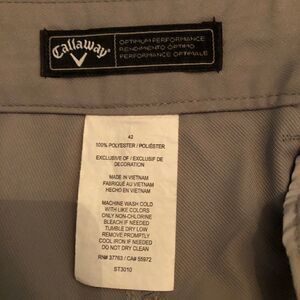 Callaway
OPTIMUM PERFORMANCE
RENDIMIENTO ÓPTIMO
PERFORMANCE OPTIMALE
42
100% POLYESTER / POLIÉSTER
EXCLUSIVE OF / EXCLUSIF DE
DECORATION
MADE IN VIETNAM
FABRIQUÉ AU VIETNAM
HECHO EN VIETNAM
MACHINE WASH COLD
WITH LIKE COLORS
ONLY NON-CHLORINE
BLEACH IF NEEDED
TUMBLE DRY LOW
REMOVE PROMPTLY
COOL IRON IF NEEDED
DO NOT DRY CLEAN
RN# 37763 / CA# 55972
ST3010